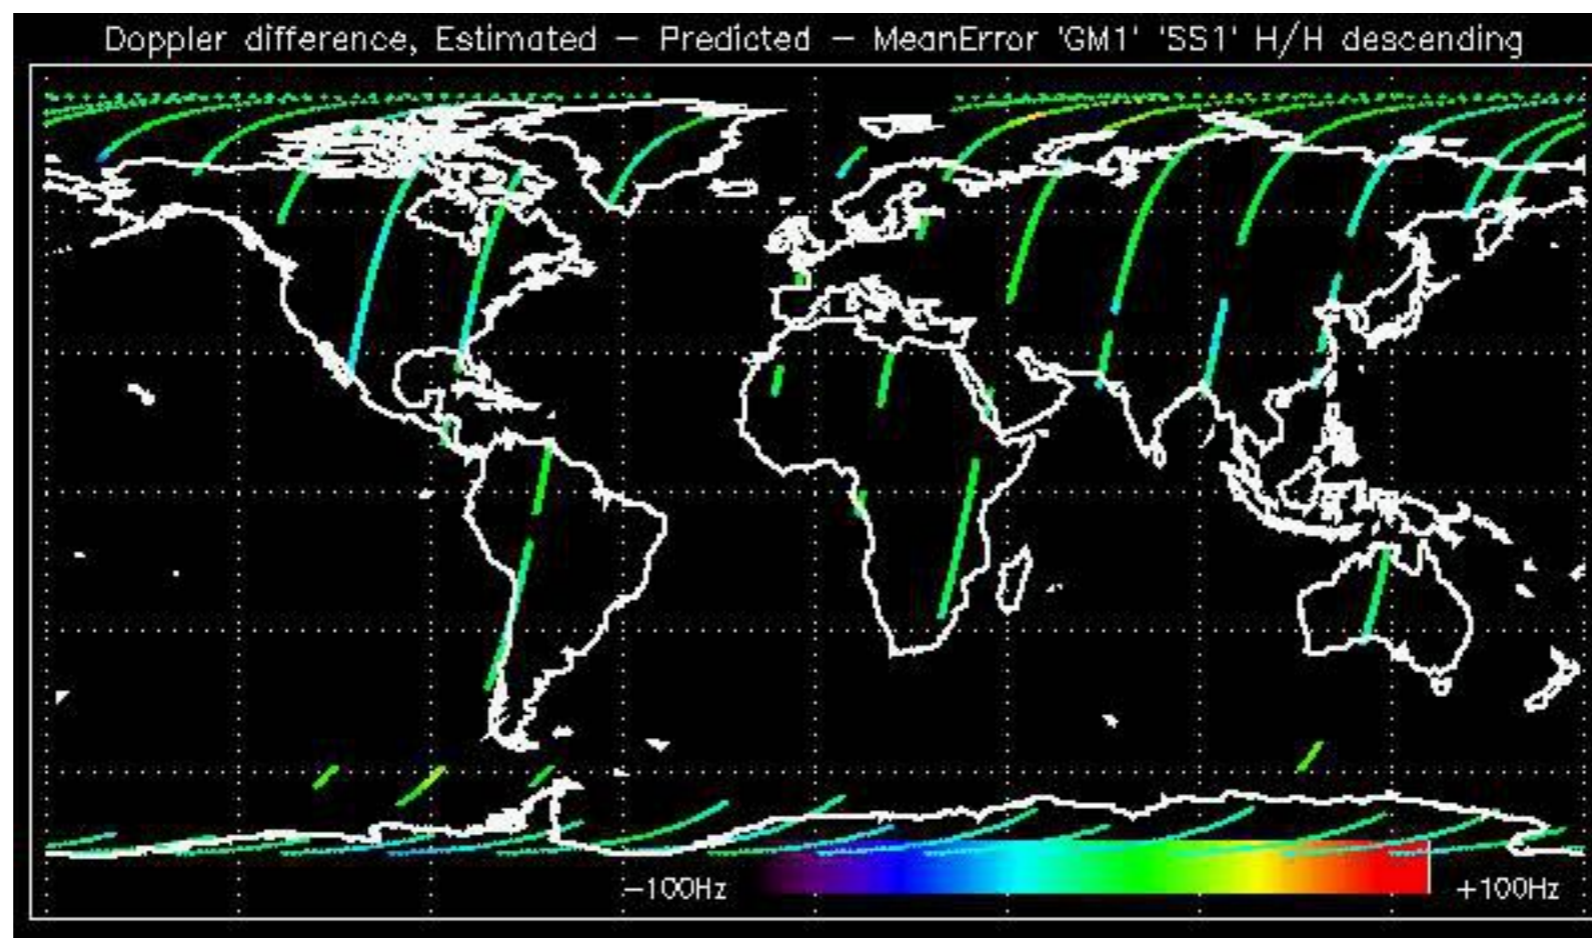 Doppler difference, Estimated – Predicted – MeanError 'GM1' 'SS1' H/H descending
–100Hz
+100Hz